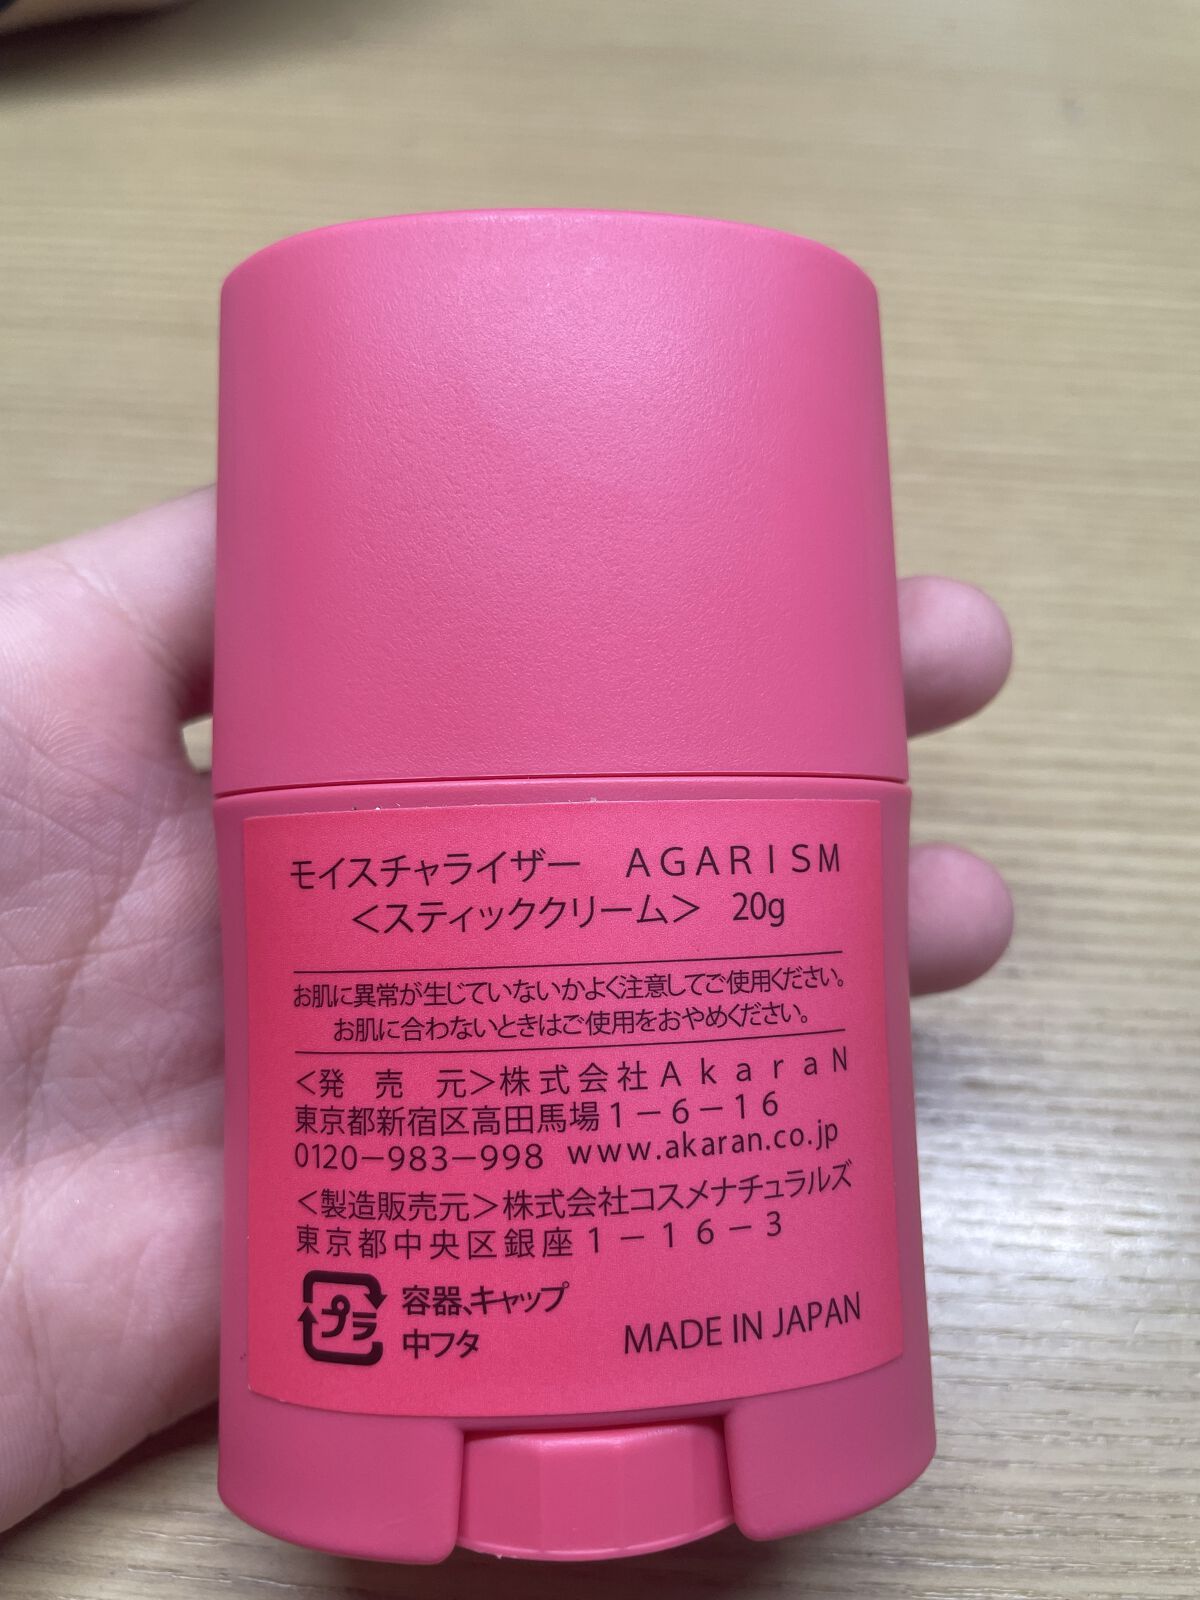 モイスチャライザー　AGARISM
＜スティッククリーム＞　20g
お肌に異常が生じていないかよく注意してご使用ください。
お肌に合わないときはご使用をおやめください。
＜発　売　元＞株式会社ＡｋａｒａＮ
東京都新宿区高田馬場１－６－１６
0120−983−998 www.akaran.co.jp
＜製造販売元＞株式会社コスメナチュラルズ
東京都中央区銀座１－１６－３
プラ 容器、キャップ
中フタ
MADE IN JAPAN